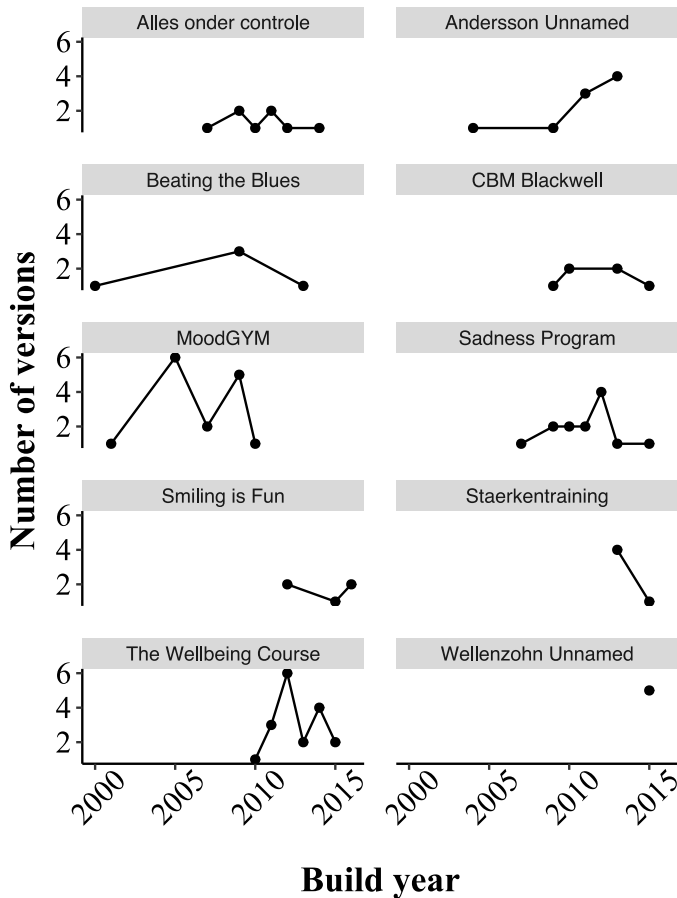 Alles onder controle
Andersson Unnamed
6
4
2
Beating the Blues
CBM Blackwell
6
4
2
MoodGYM
Sadness Program
6
4
2
Smiling is Fun
Staerkentraining
6
4
2
The Wellbeing Course
Wellenzohn Unnamed
6
4
2
2000
2005
2010
2015
2000
2005
2010
2015
Number of versions
Build year